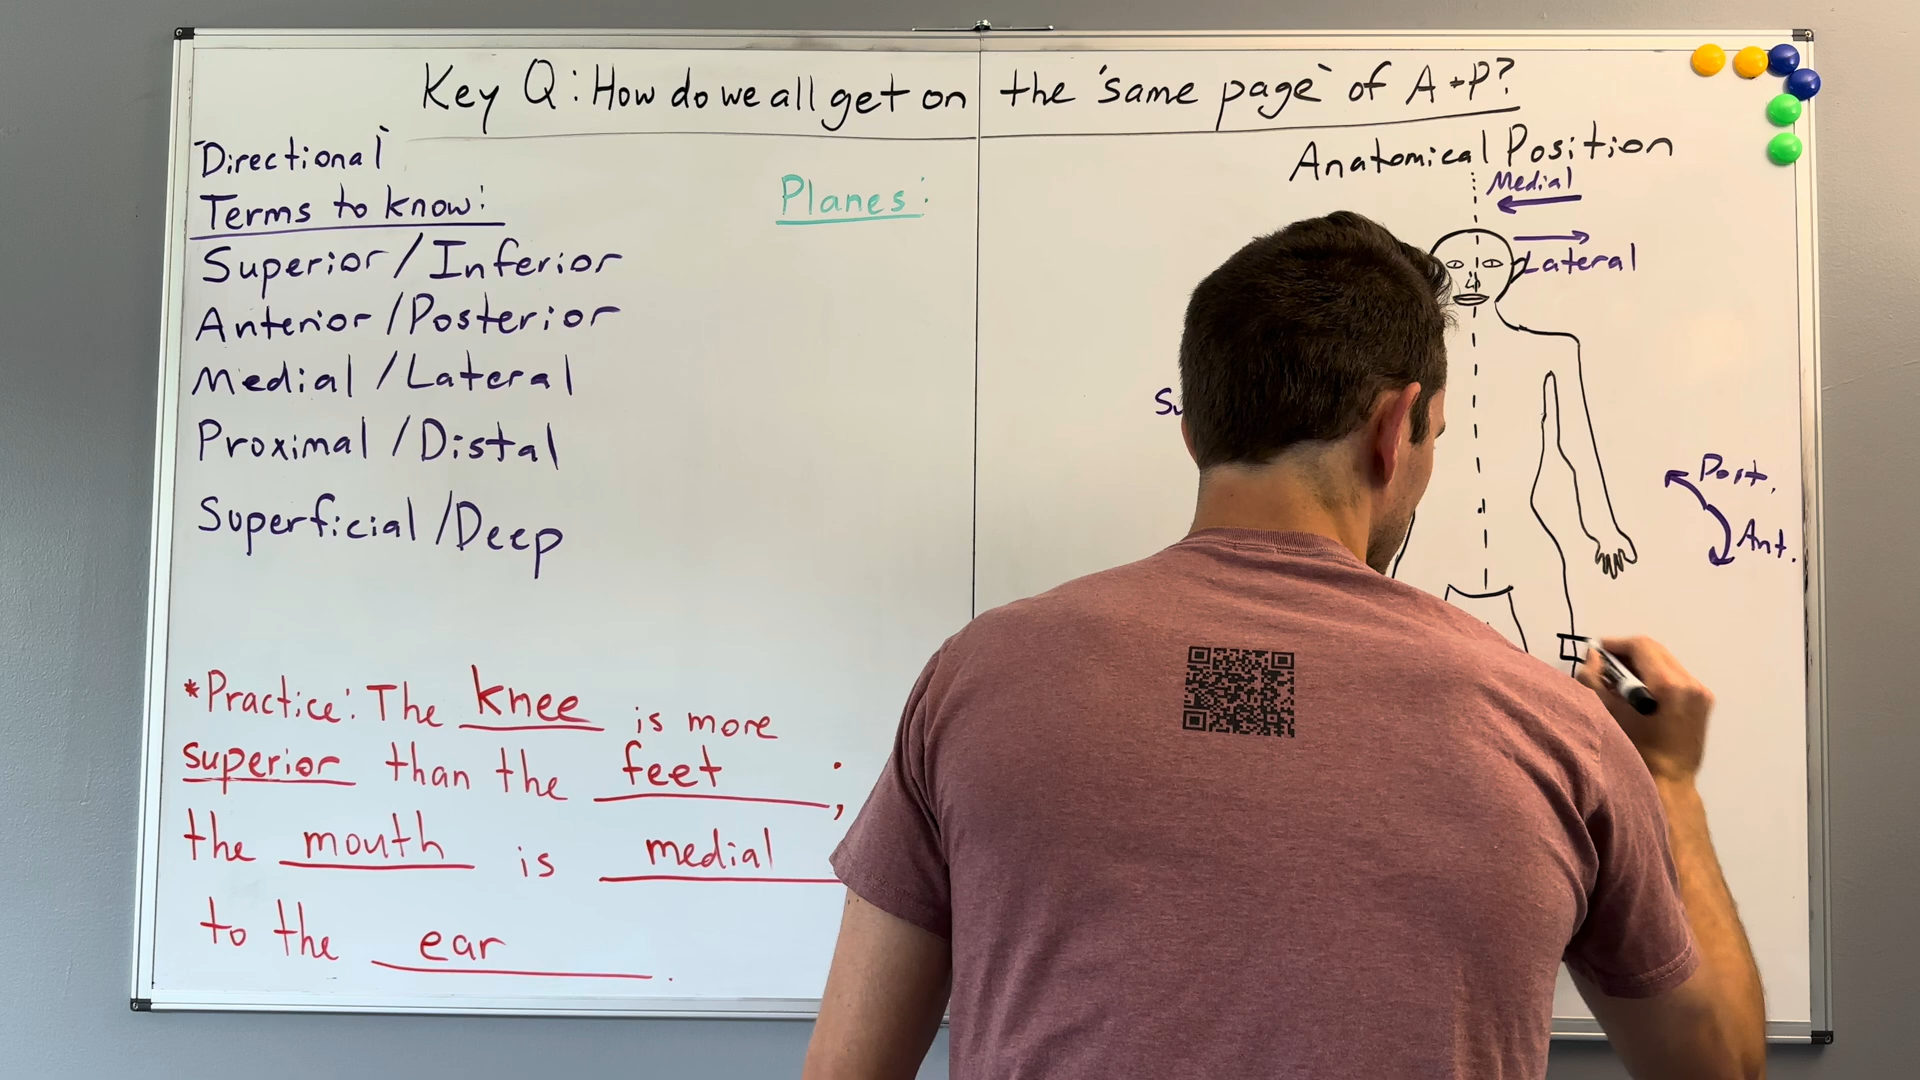 Key Q: How do we all get on the 'same page' of A+P?
Directional
Terms to know:
Superior/Inferior
Anterior/Posterior
Medial/Lateral
Proximal/Distal
Superficial/Deep
*Practice: The knee is more
superior than the feet ;
the mouth is medial
to the ear.
Planes:
Anatomical Position
Medial
Lateral
Post.
Ant.